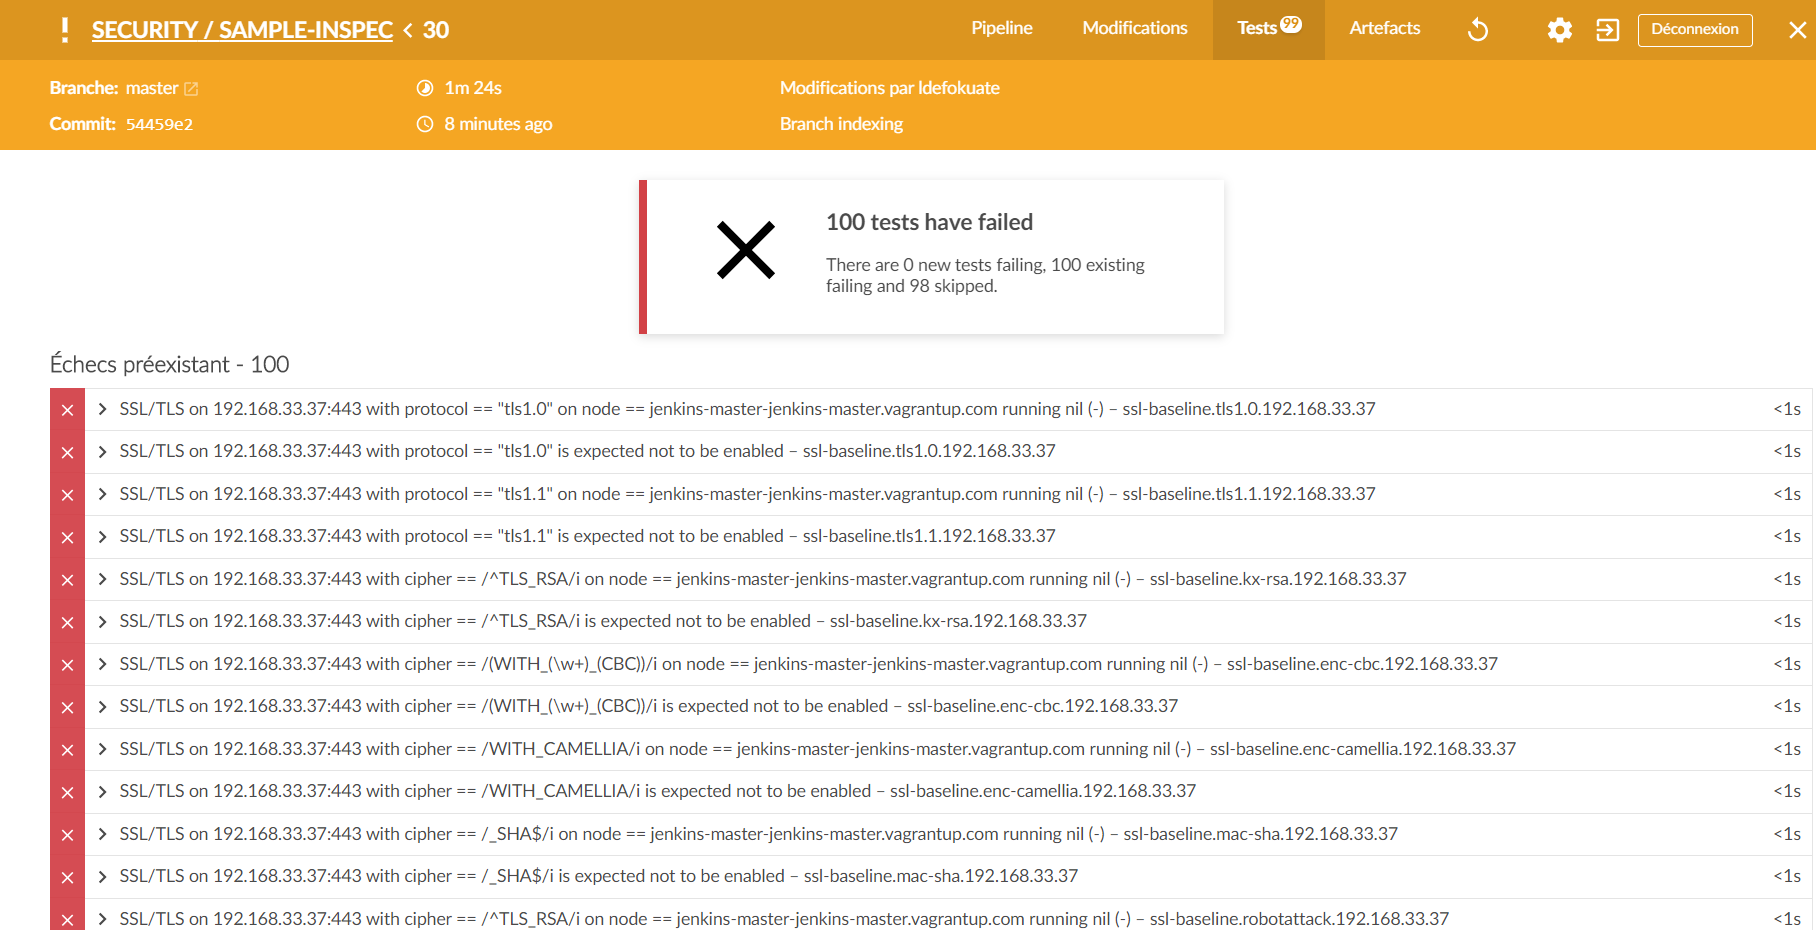 SECURITY / SAMPLE-INSPEC < 30
Pipeline
Modifications
Tests 99
Artefacts
Déconnexion
Branche: master
1m 24s
Modifications par ldefokuate
Commit: 54459e2
8 minutes ago
Branch indexing
100 tests have failed
There are 0 new tests failing, 100 existing
failing and 98 skipped.
Échecs préexistant - 100
SSL/TLS on 192.168.33.37:443 with protocol == "tls1.0" on node == jenkins-master-jenkins-master.vagrantup.com running nil (-) – ssl-baseline.tls1.0.192.168.33.37 <1s
SSL/TLS on 192.168.33.37:443 with protocol == "tls1.0" is expected not to be enabled – ssl-baseline.tls1.0.192.168.33.37 <1s
SSL/TLS on 192.168.33.37:443 with protocol == "tls1.1" on node == jenkins-master-jenkins-master.vagrantup.com running nil (-) – ssl-baseline.tls1.1.192.168.33.37 <1s
SSL/TLS on 192.168.33.37:443 with protocol == "tls1.1" is expected not to be enabled – ssl-baseline.tls1.1.192.168.33.37 <1s
SSL/TLS on 192.168.33.37:443 with cipher == /^TLS_RSA/i on node == jenkins-master-jenkins-master.vagrantup.com running nil (-) – ssl-baseline.kx-rsa.192.168.33.37 <1s
SSL/TLS on 192.168.33.37:443 with cipher == /^TLS_RSA/i is expected not to be enabled – ssl-baseline.kx-rsa.192.168.33.37 <1s
SSL/TLS on 192.168.33.37:443 with cipher == /(WITH_(\w+)_(CBC))/i on node == jenkins-master-jenkins-master.vagrantup.com running nil (-) – ssl-baseline.enc-cbc.192.168.33.37 <1s
SSL/TLS on 192.168.33.37:443 with cipher == /(WITH_(\w+)_(CBC))/i is expected not to be enabled – ssl-baseline.enc-cbc.192.168.33.37 <1s
SSL/TLS on 192.168.33.37:443 with cipher == /WITH_CAMELLIA/i on node == jenkins-master-jenkins-master.vagrantup.com running nil (-) – ssl-baseline.enc-camellia.192.168.33.37 <1s
SSL/TLS on 192.168.33.37:443 with cipher == /WITH_CAMELLIA/i is expected not to be enabled – ssl-baseline.enc-camellia.192.168.33.37 <1s
SSL/TLS on 192.168.33.37:443 with cipher == /_SHA$/i on node == jenkins-master-jenkins-master.vagrantup.com running nil (-) – ssl-baseline.mac-sha.192.168.33.37 <1s
SSL/TLS on 192.168.33.37:443 with cipher == /_SHA$/i is expected not to be enabled – ssl-baseline.mac-sha.192.168.33.37 <1s
SSL/TLS on 192.168.33.37:443 with cipher == /^TLS_RSA/i on node == jenkins-master-jenkins-master.vagrantup.com running nil (-) – ssl-baseline.robotattack.192.168.33.37 <1s